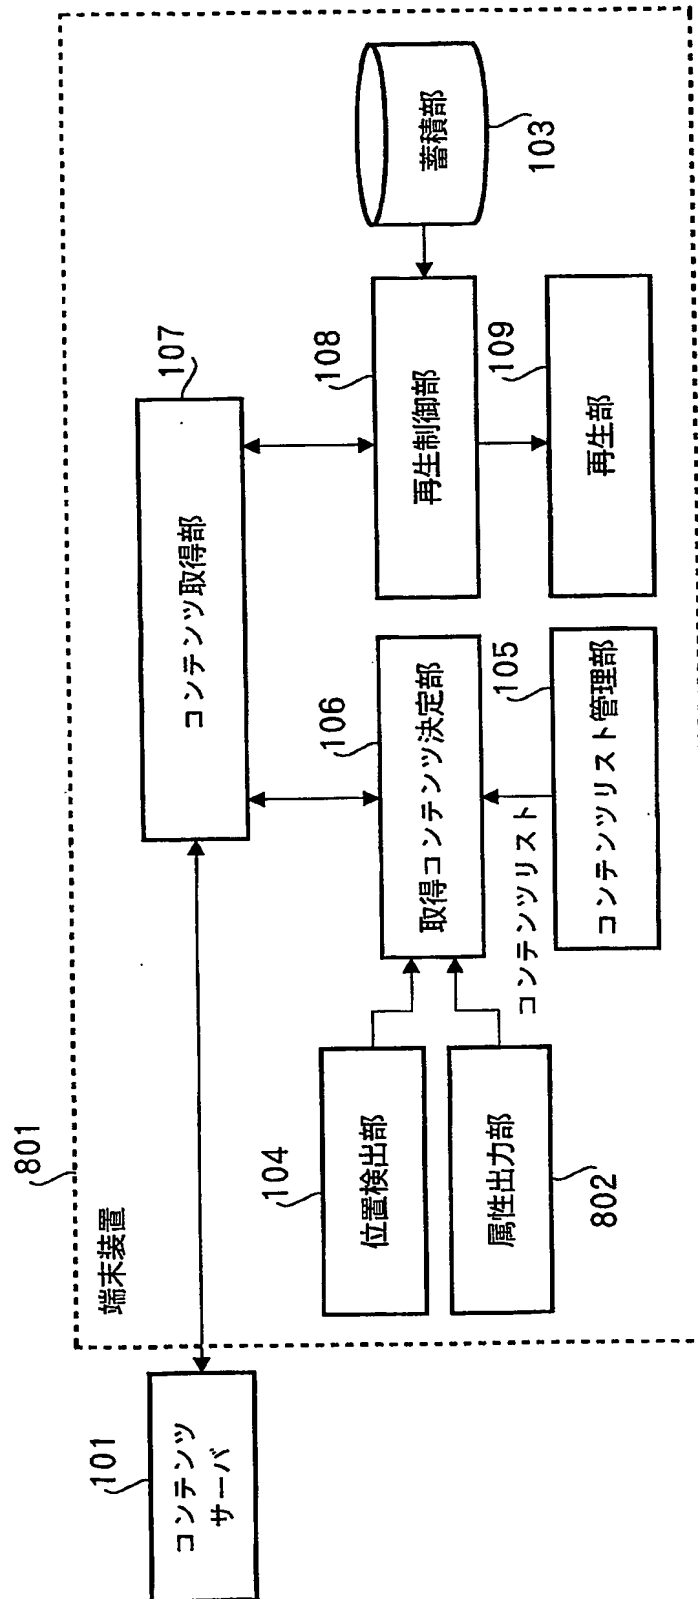 801
端末装置
101
コンテンツ
サーバ
107
コンテンツ取得部
104
位置検出部
802
属性出力部
106
取得コンテンツ決定部
コンテンツリスト
105
コンテンツリスト管理部
108
再生制御部
109
再生部
103
蓄積部